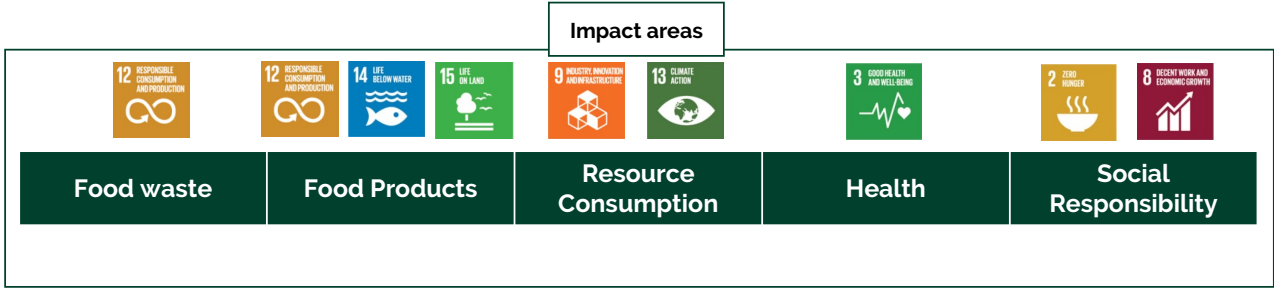 Impact areas
12 RESPONSIBLE
CONSUMPTION
AND PRODUCTION
12 RESPONSIBLE
CONSUMPTION
AND PRODUCTION
14 LIFE
BELOW WATER
15 LIFE
ON LAND
9 INDUSTRY, INNOVATION
AND INFRASTRUCTURE
13 CLIMATE
ACTION
3 GOOD HEALTH
AND WELL-BEING
2 ZERO
HUNGER
8 DECENT WORK AND
ECONOMIC GROWTH
Food waste
Food Products
Resource
Consumption
Health
Social
Responsibility